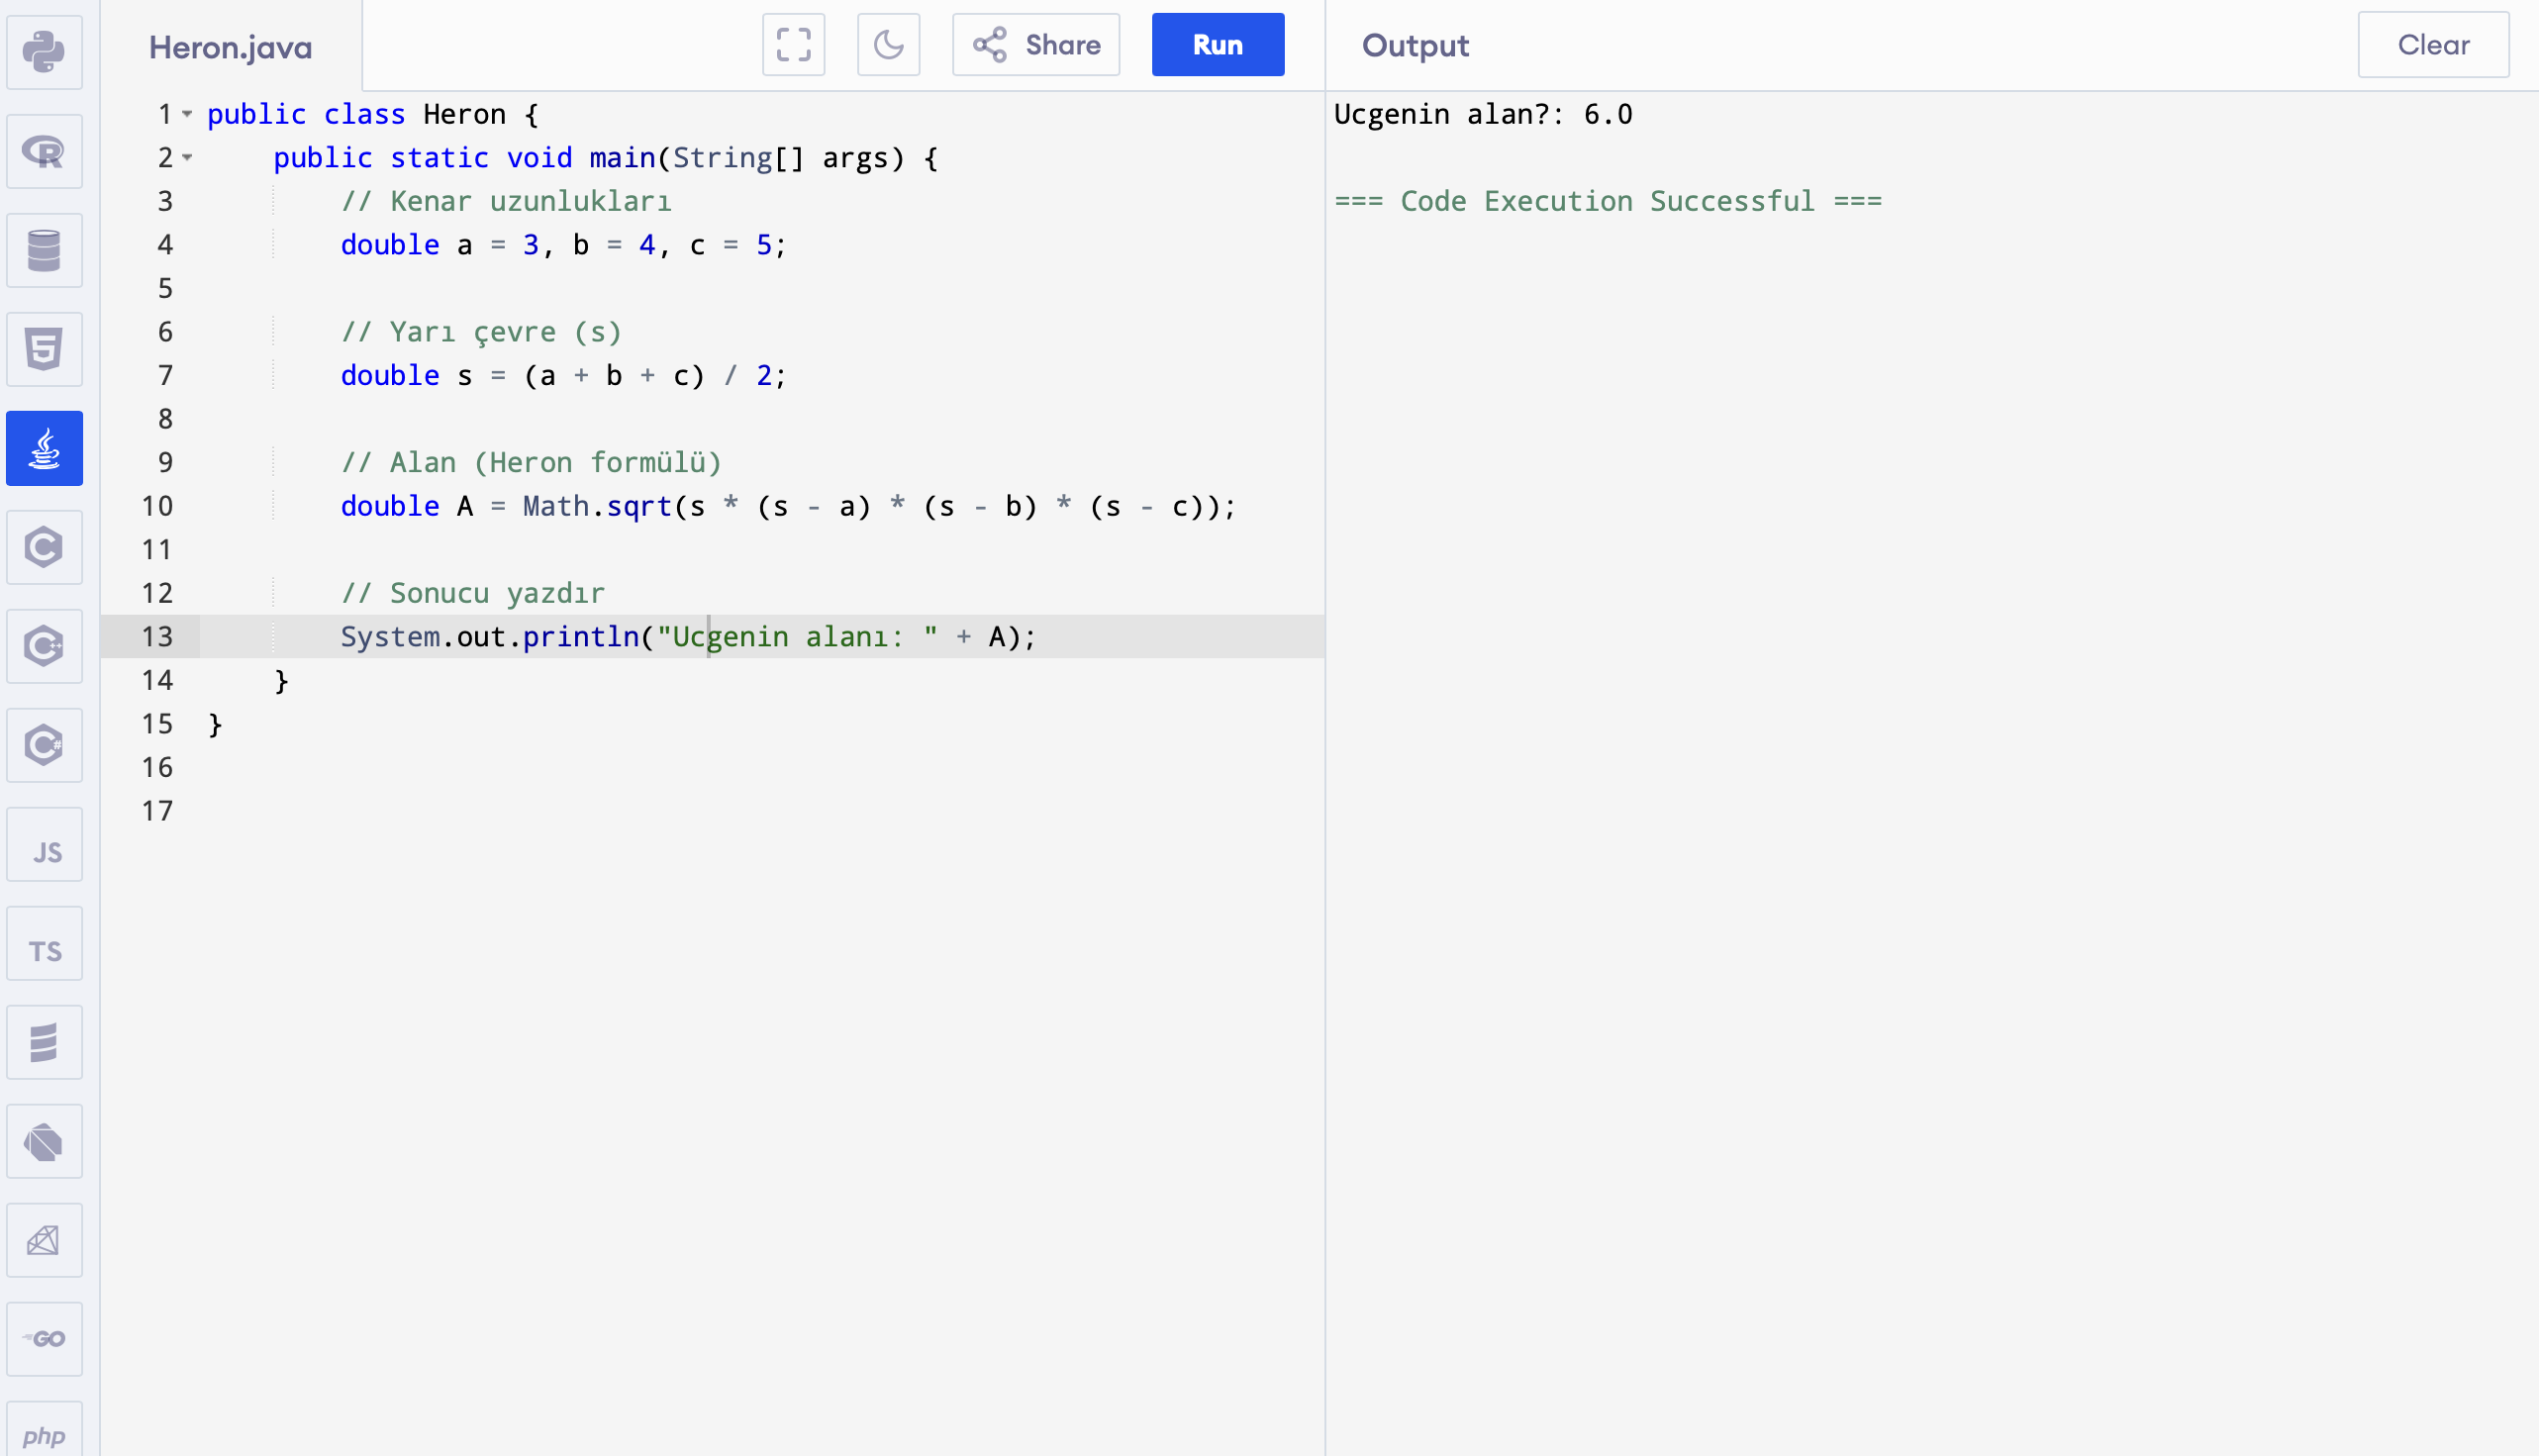 Heron.java
Share
Run
Output
Clear
1 public class Heron {
2 public static void main(String[] args) {
3 // Kenar uzunlukları
4 double a = 3, b = 4, c = 5;
5
6 // Yarı çevre (s)
7 double s = (a + b + c) / 2;
8
9 // Alan (Heron formülü)
10 double A = Math.sqrt(s * (s - a) * (s - b) * (s - c));
11
12 // Sonucu yazdır
13 System.out.println("Ucgenin alanı: " + A);
14 }
15 }
16
17
Ucgenin alan?: 6.0
=== Code Execution Successful ===
R
5
C
C++
C#
JS
TS
GO
php